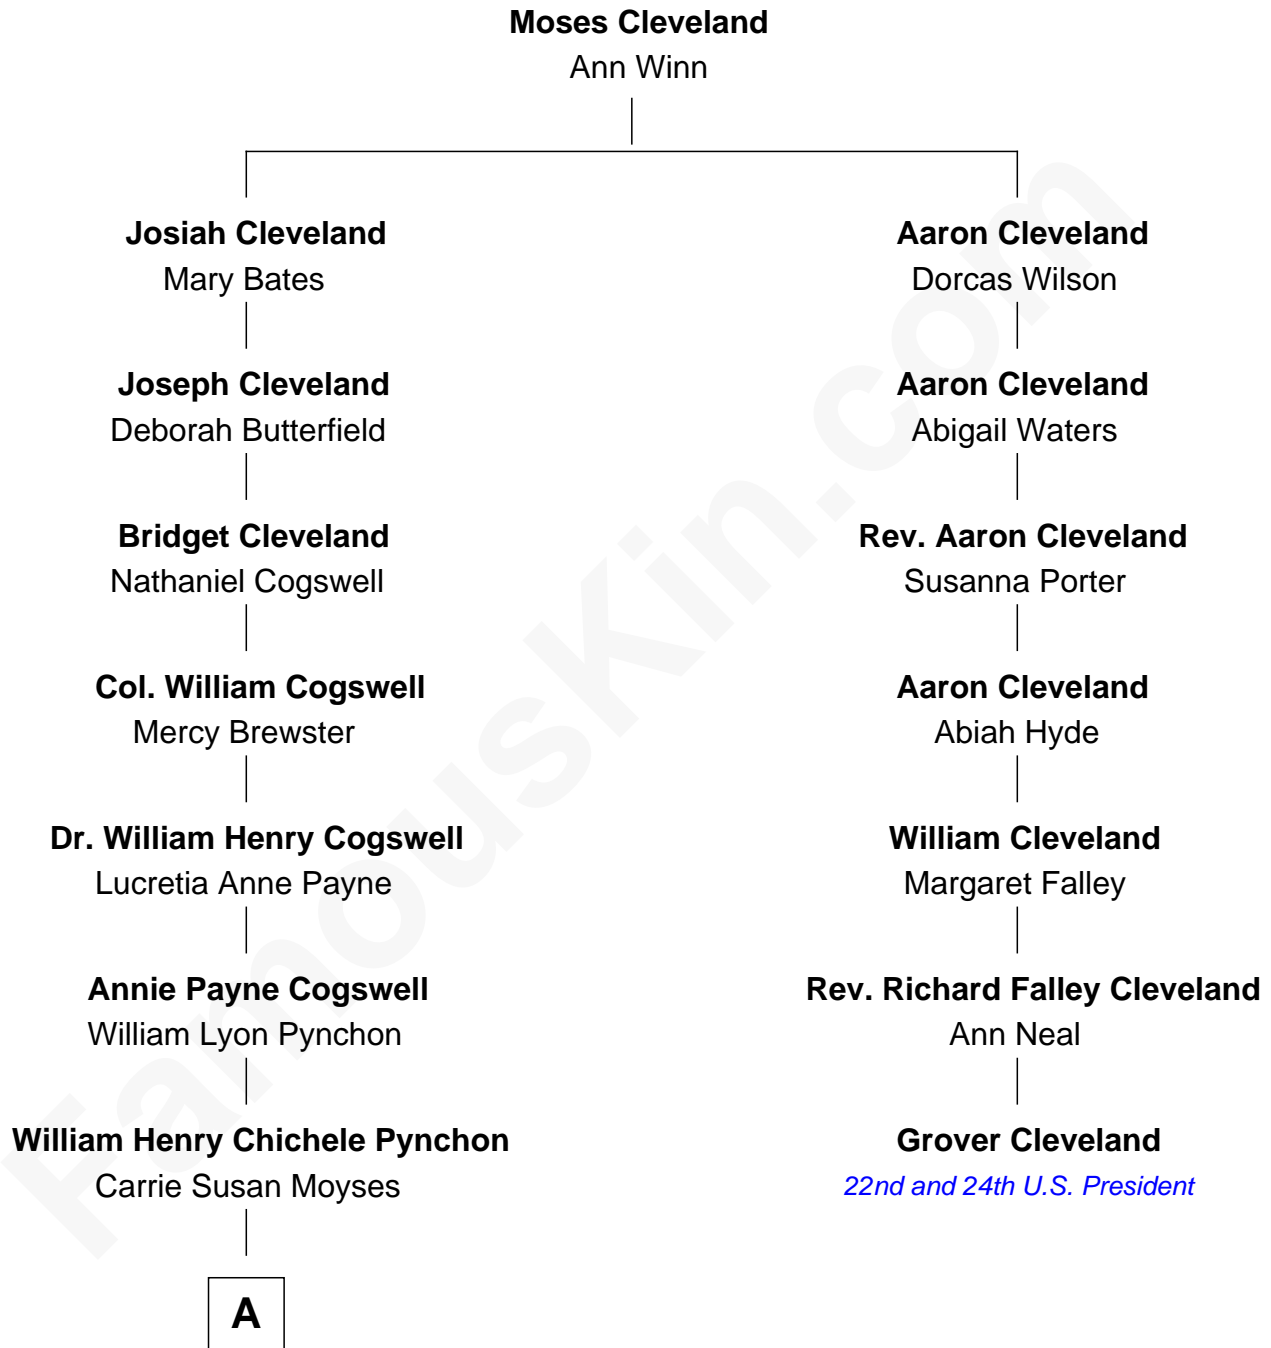 Moses Cleveland
Ann Winn
Josiah Cleveland
Mary Bates
Aaron Cleveland
Dorcas Wilson
Joseph Cleveland
Deborah Butterfield
Aaron Cleveland
Abigail Waters
Bridget Cleveland
Nathaniel Cogswell
Rev. Aaron Cleveland
Susanna Porter
Col. William Cogswell
Mercy Brewster
Aaron Cleveland
Abiah Hyde
Dr. William Henry Cogswell
Lucretia Anne Payne
William Cleveland
Margaret Falley
Annie Payne Cogswell
William Lyon Pynchon
Rev. Richard Falley Cleveland
Ann Neal
William Henry Chichele Pynchon
Carrie Susan Moyses
Grover Cleveland
22nd and 24th U.S. President
A
FamousKin.com